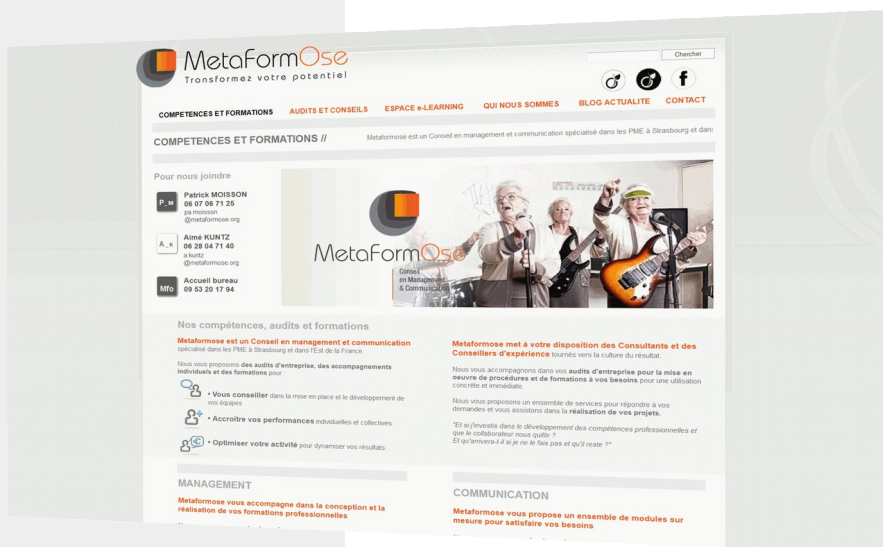 MetaFormOse
Transformez votre potentiel
Chercher
COMPETENCES ET FORMATIONS
AUDITS ET CONSEILS
ESPACE e-LEARNING
QUI NOUS SOMMES
BLOG ACTUALITE
CONTACT
COMPETENCES ET FORMATIONS //
Metaformose est un Conseil en management et communication spécialisé dans les PME à Strasbourg et dans
Pour nous joindre
P_M
Patrick MOISSON
06 07 06 71 25
pa.moisson
@metaformose.org
A_K
Aimé KUNTZ
06 28 04 71 40
a.kuntz
@metaformose.org
Mfo
Accueil bureau
09 53 20 17 94
MetaFormOse
Conseil
en Management
& Communication
Nos compétences, audits et formations
Metaformose est un Conseil en management et communication
spécialisé dans les PME à Strasbourg et dans l'Est de la France.
Nous vous proposons des audits d'entreprise, des accompagnements
individuels et des formations pour :
• Vous conseiller dans la mise en place et le développement de
vos équipes
• Accroître vos performances individuelles et collectives
• Optimiser votre activité pour dynamiser vos résultats
Metaformose met à votre disposition des Consultants et des
Conseillers d'expérience tournés vers la culture du résultat.
Nous vous accompagnons dans vos audits d'entreprise pour la mise en
oeuvre de procédures et de formations à vos besoins pour une utilisation
concrète et immédiate.
Nous vous proposons un ensemble de services pour répondre à vos
demandes et vous assistons dans la réalisation de vos projets.
"Et si j'investis dans le développement des compétences professionnelles et
que le collaborateur nous quitte ?
Et qu'arrivera-t-il si je ne le fais pas et qu'il reste ?"
MANAGEMENT
Metaformose vous accompagne dans la conception et la
réalisation de vos formations professionnelles
COMMUNICATION
Metaformose vous propose un ensemble de modules sur
mesure pour satisfaire vos besoins